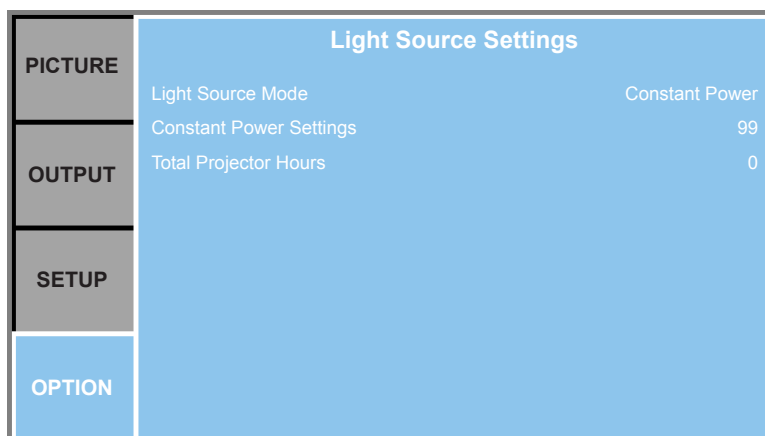 PICTURE
OUTPUT
SETUP
OPTION
Light Source Settings
Light Source Mode Constant Power
Constant Power Settings 99
Total Projector Hours 0